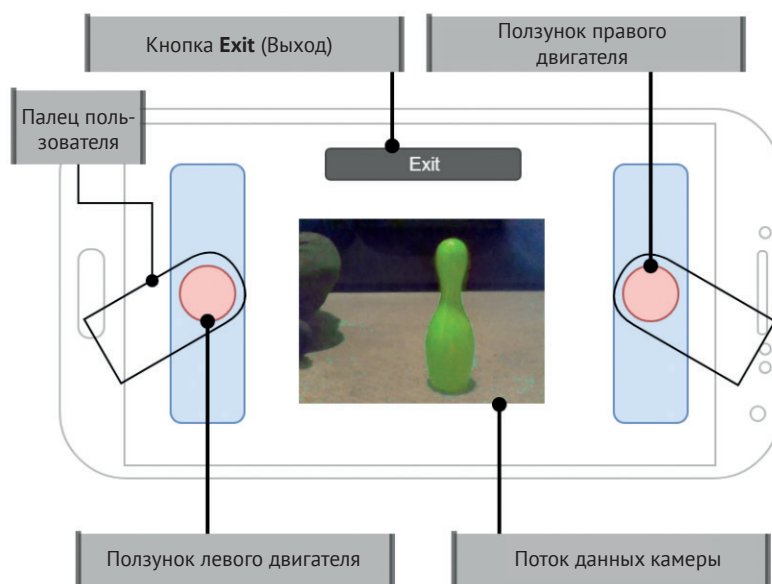 Кнопка Exit (Выход)
Ползунок правого
двигателя
Палец поль-
зователя
Exit
Ползунок левого двигателя
Поток данных камеры